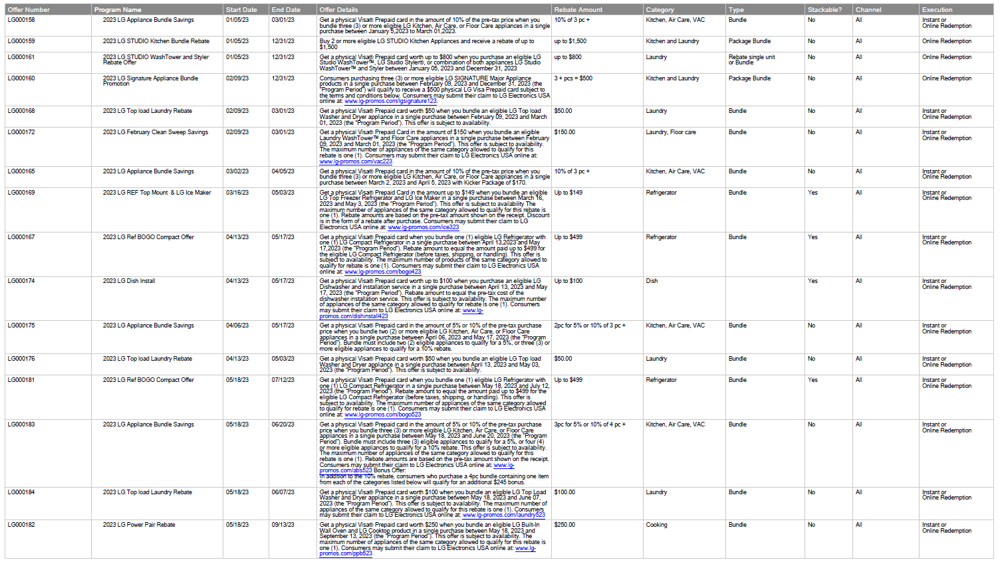 Offer Number Program Name Start Date End Date Offer Details Rebate Amount Category Type Stackable? Channel Execution
LG000158 2023 LG Appliance Bundle Savings 01/05/23 03/01/23 Get a physical Visa® Prepaid card in the amount of 10% of the pre-tax price when you 10% of 3 pc + Kitchen, Air Care, VAC Bundle No All Instant or
bundle three (3) or more eligible LG Kitchen, Air Care, or Floor Care appliances in a single Online Redemption
purchase between January 5,2023 to March 01,2023.
LG000159 2023 LG STUDIO Kitchen Bundle Rebate 01/05/23 12/31/23 Buy 2 or more eligible LG STUDIO Kitchen Appliances and receive a rebate of up to up to $1,500 Kitchen and Laundry Package Bundle No All Online Redemption
$1,500
LG000161 2023 LG STUDIO WashTower and Styler 01/05/23 12/31/23 Get a physical Visa® Prepaid card worth up to $800 when you purchase an eligible LG up to $800 Laundry Rebate single unit No All Online Redemption
Rebate Offer Studio WashTower™, LG Studio Styler®, or combination of both appliances LG Studio or Bundle
WashTower™ and Styler between January 05, 2023 and December 31, 2023
LG000160 2023 LG Signature Appliance Bundle 02/09/23 12/31/23 Consumers purchasing three (3) or more eligible LG SIGNATURE Major Appliance 3 + pcs = $500 Kitchen and Laundry Package Bundle No All Online Redemption
Promotion products in a single purchase between February 09, 2023 and December 31, 2023 (the
"Program Period") will qualify to receive a $500 physical LG Visa Prepaid card subject to
the terms and conditions below. Consumers may submit their claim to LG Electronics USA
online at: www.lg-promos.com/lgsignature123.
LG000168 2023 LG Top load Laundry Rebate 02/09/23 03/01/23 Get a physical Visa® Prepaid card worth $50 when you bundle an eligible LG Top load $50.00 Laundry Bundle No All Instant or
Washer and Dryer appliance in a single purchase between February 09, 2023 and March Online Redemption
01, 2023 (the "Program Period"). This offer is subject to availability.
LG000172 2023 LG February Clean Sweep Savings 02/09/23 03/01/23 Get a physical Visa® Prepaid Card in the amount of $150 when you bundle an eligible $150.00 Laundry, Floor care Bundle No All Instant or
Laundry WashTower™ and Floor Care appliances in a single purchase between February Online Redemption
09, 2023 and March 01, 2023 (the "Program Period"). This offer is subject to availability.
The maximum number of appliances of the same category allowed to qualify for this
rebate is one (1). Consumers may submit their claim to LG Electronics USA online at:
www.lg-promos.com/vac223
LG000165 2023 LG Appliance Bundle Savings 03/02/23 04/05/23 Get a physical Visa® Prepaid card in the amount of 10% of the pre-tax price when you 10% of 3 pc + Kitchen, Air Care, VAC Bundle No All Instant or
bundle three (3) or more eligible LG Kitchen, Air Care, or Floor Care appliances in a single Online Redemption
purchase between March 2, 2023 and April 5, 2023 with Kicker Package of $170.
LG000169 2023 LG REF Top Mount & LG Ice Maker 03/16/23 05/03/23 Get a physical Visa® Prepaid Card in the amount up to $149 when you bundle an eligible Up to $149 Refrigerator Bundle Yes All Instant or
LG Top Freezer Refrigerator and LG Ice Maker in a single purchase between March 16, Online Redemption
2023 and May 3, 2023 (the "Program Period"). This offer is subject to availability The
maximum number of appliances of the same category allowed to qualify for this rebate is
one (1). Rebate amounts are based on the pre-tax amount shown on the receipt. Discount
is in the form of a rebate after purchase. Consumers may submit their claim to LG
Electronics USA online at: www.lg-promos.com/ice323
LG000167 2023 LG Ref BOGO Compact Offer 04/13/23 05/17/23 Get a physical Visa® Prepaid card when you bundle one (1) eligible LG Refrigerator with Up to $499 Refrigerator Bundle Yes All Instant or
one (1) LG Compact Refrigerator in a single purchase between April 13,2023 and May Online Redemption
17,2023 (the "Program Period"). Rebate amount to equal the amount paid up to $499 for
the eligible LG Compact Refrigerator (before taxes, shipping, or handling). This offer is
subject to availability. The maximum number of products of the same category allowed to
qualify for rebate is one (1). Consumers may submit their claim to LG Electronics USA
online at: www.lg-promos.com/bogo423
LG000174 2023 LG Dish Install 04/13/23 05/17/23 Get a physical Visa® Prepaid card worth up to $100 when you purchase an eligible LG Up to $100 Dish Bundle Yes All Instant or
Dishwasher and installation service in a single purchase between April 13, 2023 and May Online Redemption
17, 2023 (the "Program Period"). Rebate amount to equal the pre-tax cost of the
dishwasher installation service. This offer is subject to availability. The maximum number
of appliances of the same category allowed to qualify for rebate is one (1). Consumers
may submit their claim to LG Electronics USA online at: www.lg-
promos.com/dishinstall423
LG000175 2023 LG Appliance Bundle Savings 04/06/23 05/17/23 Get a physical Visa® Prepaid card in the amount of 5% or 10% of the pre-tax purchase 2pc for 5% or 10% of 3 pc + Kitchen, Air Care, VAC Bundle No All Instant or
price when you bundle two (2) or more eligible LG Kitchen, Air Care, or Floor Care Online Redemption
appliances in a single purchase between April 06, 2023 and May 17, 2023 (the "Program
Period"). Bundle must include two (2) eligible appliances to qualify for a 5%, or three (3) or
more eligible appliances to qualify for a 10% rebate.
LG000176 2023 LG Top load Laundry Rebate 04/13/23 05/03/23 Get a physical Visa® Prepaid card worth $50 when you bundle an eligible LG Top load $50.00 Laundry Bundle No All Instant or
Washer and Dryer appliance in a single purchase between April 13, 2023 and May 03, Online Redemption
2023 (the "Program Period"). This offer is subject to availability.
LG000181 2023 LG Ref BOGO Compact Offer 05/18/23 07/12/23 Get a physical Visa® Prepaid card when you bundle one (1) eligible LG Refrigerator with Up to $499 Refrigerator Bundle Yes All Instant or
one (1) LG Compact Refrigerator in a single purchase between May 18, 2023 and July 12, Online Redemption
2023 (the "Program Period"). Rebate amount to equal the amount paid up to $499 for the
eligible LG Compact Refrigerator (before taxes, shipping, or handling). This offer is
subject to availability. The maximum number of appliances of the same category allowed
to qualify for rebate is one (1). Consumers may submit their claim to LG Electronics USA
online at: www.lg-promos.com/bogo523
LG000183 2023 LG Appliance Bundle Savings 05/18/23 06/20/23 Get a physical Visa® Prepaid card in the amount of 5% or 10% of the pre-tax purchase 3pc for 5% or 10% of 4 pc + Kitchen, Air Care, VAC Bundle No All Instant or
price when you bundle three (3) or more eligible LG Kitchen, Air Care, or Floor Care Online Redemption
appliances in a single purchase between May 18, 2023 and June 20, 2023 (the "Program
Period"). Bundle must include three (3) eligible appliances to qualify for a 5%, or four (4)
or more eligible appliances to qualify for a 10% rebate. This offer is subject to availability.
The maximum number of appliances of the same category allowed to qualify for this
rebate is one (1). Rebate amounts are based on the pre-tax amount shown on the receipt.
Consumers may submit their claim to LG Electronics USA online at: www.lg-
promos.com/abs523 Bonus Offer:
In addition to the 10% rebate, consumers who purchase a 4pc bundle containing one item
from each of the categories listed below will qualify for an additional $245 bonus.
LG000184 2023 LG Top load Laundry Rebate 05/18/23 06/07/23 Get a physical Visa® Prepaid card worth $100 when you bundle an eligible LG Top Load $100.00 Laundry Bundle No All Instant or
Washer and Dryer appliance in a single purchase between May 18, 2023 and June 07, Online Redemption
2023 (the "Program Period"). This offer is subject to availability. The maximum number of
appliances of the same category allowed to qualify for this rebate is one (1). Consumers
may submit their claim to LG Electronics USA online at: www.lg-promos.com/laundry523
LG000182 2023 LG Power Pair Rebate 05/18/23 09/13/23 Get a physical Visa® Prepaid card worth $250 when you bundle an eligible LG Built-In $250.00 Cooking Bundle No All Instant or
Wall Oven and LG Cooktop product in a single purchase between May 18, 2023 and Online Redemption
September 13, 2023 (the "Program Period"). This offer is subject to availability. The
maximum number of appliances of the same category allowed to qualify for this rebate is
one (1). Consumers may submit their claim to LG Electronics USA online at: www.lg-
promos.com/ppb523